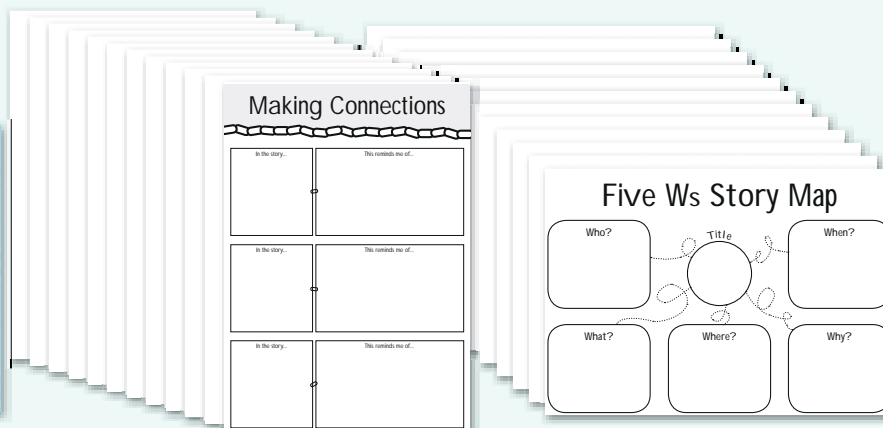 Making Connections
In the story...
This reminds me of...
In the story...
This reminds me of...
In the story...
This reminds me of...
Five Ws Story Map
Who?
Title
When?
What?
Where?
Why?